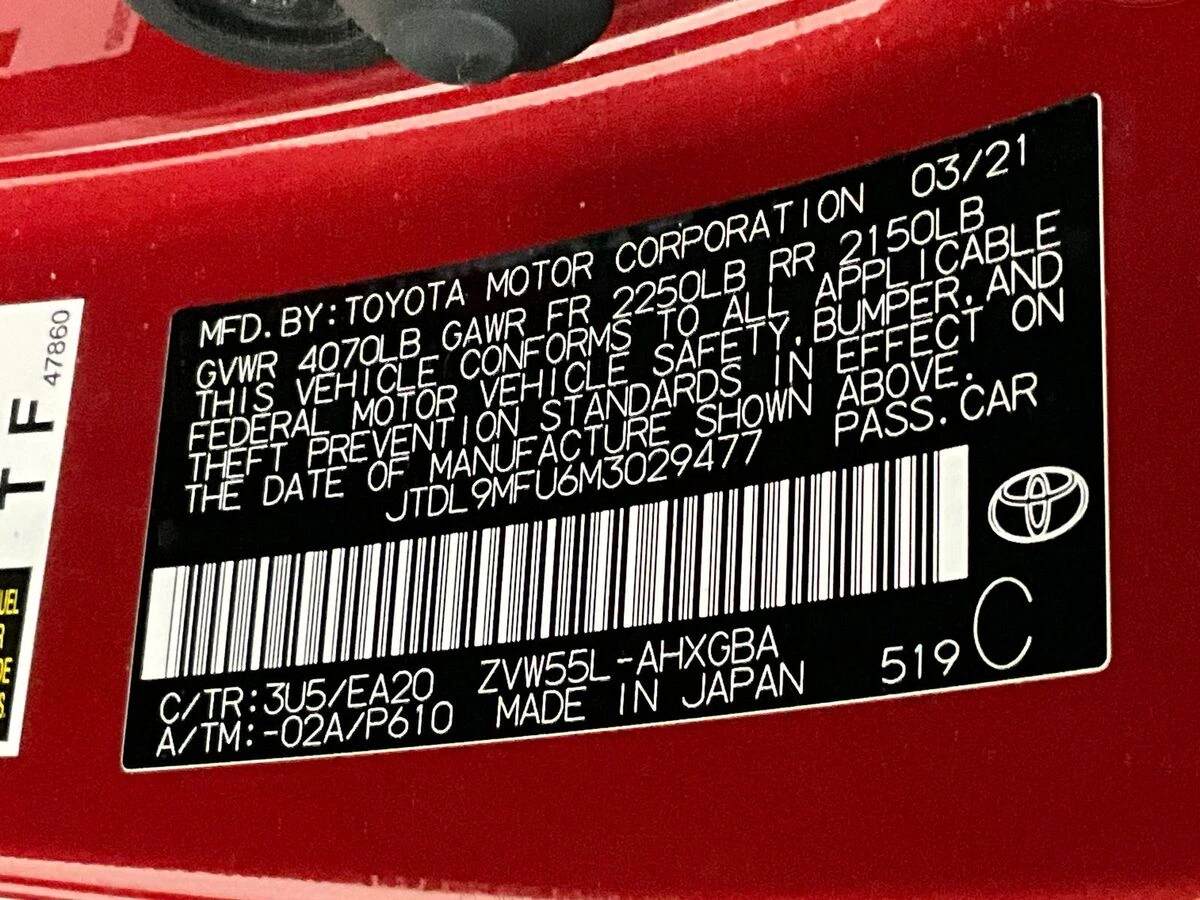 MFD.BY:TOYOTA MOTOR CORPORATION 03/21
GVWR 4070LB GAWR FR 2250LB RR 2150LB
THIS VEHICLE CONFORMS TO ALL APPLICABLE
FEDERAL MOTOR VEHICLE SAFETY,BUMPER,AND
THEFT PREVENTION STANDARDS IN EFFECT ON
THE DATE OF MANUFACTURE SHOWN ABOVE.
JTDL9MFU6M3029477 PASS.CAR
C/TR:3U5/EA20 ZVW55L-AHXGBA
A/TM:-02A/P610 MADE IN JAPAN 519 C
47860
T F
UEL
R
DE
S.